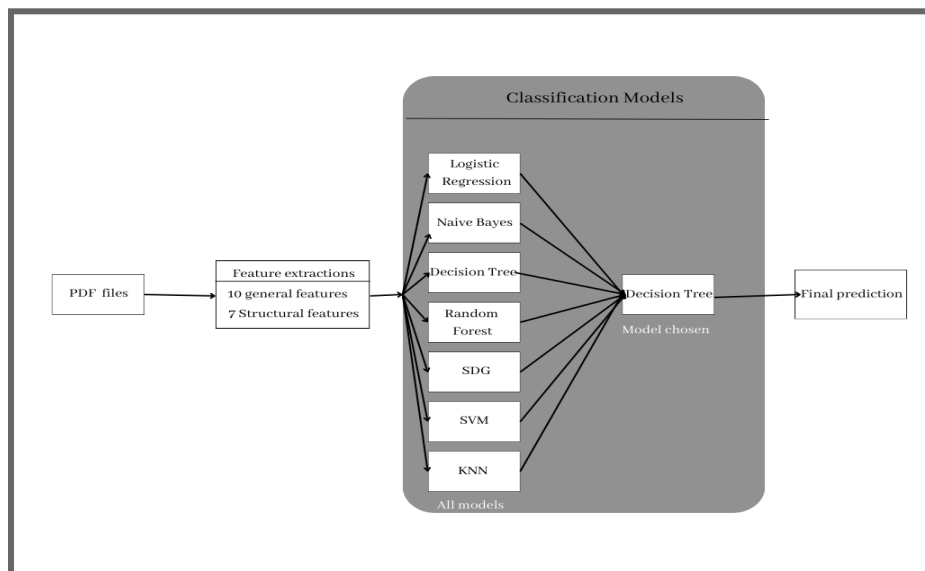 Classification Models
PDF files
Feature extractions
10 general features
7 Structural features
Logistic
Regression
Naive Bayes
Decision Tree
Random
Forest
SDG
SVM
KNN
All models
Decision Tree
Model chosen
Final prediction